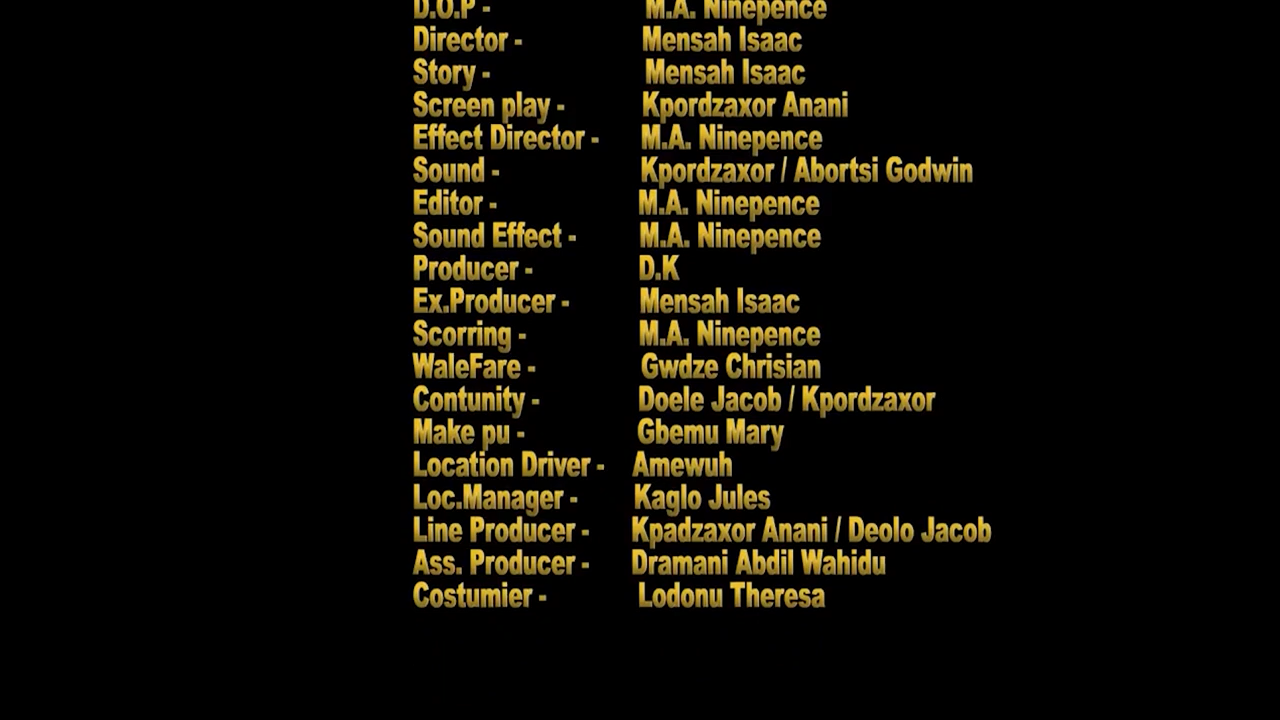 D.O.P - M.A. Ninepence
Director - Mensah Isaac
Story - Mensah Isaac
Screen play - Kpordzaxor Anani
Effect Director - M.A. Ninepence
Sound - Kpordzaxor / Abortsi Godwin
Editor - M.A. Ninepence
Sound Effect - M.A. Ninepence
Producer - D.K
Ex.Producer - Mensah Isaac
Scorring - M.A. Ninepence
WaleFare - Gwdze Chrisian
Contunity - Doele Jacob / Kpordzaxor
Make pu - Gbemu Mary
Location Driver - Amewuh
Loc.Manager - Kaglo Jules
Line Producer - Kpadzaxor Anani / Deolo Jacob
Ass. Producer - Dramani Abdil Wahidu
Costumier - Lodonu Theresa